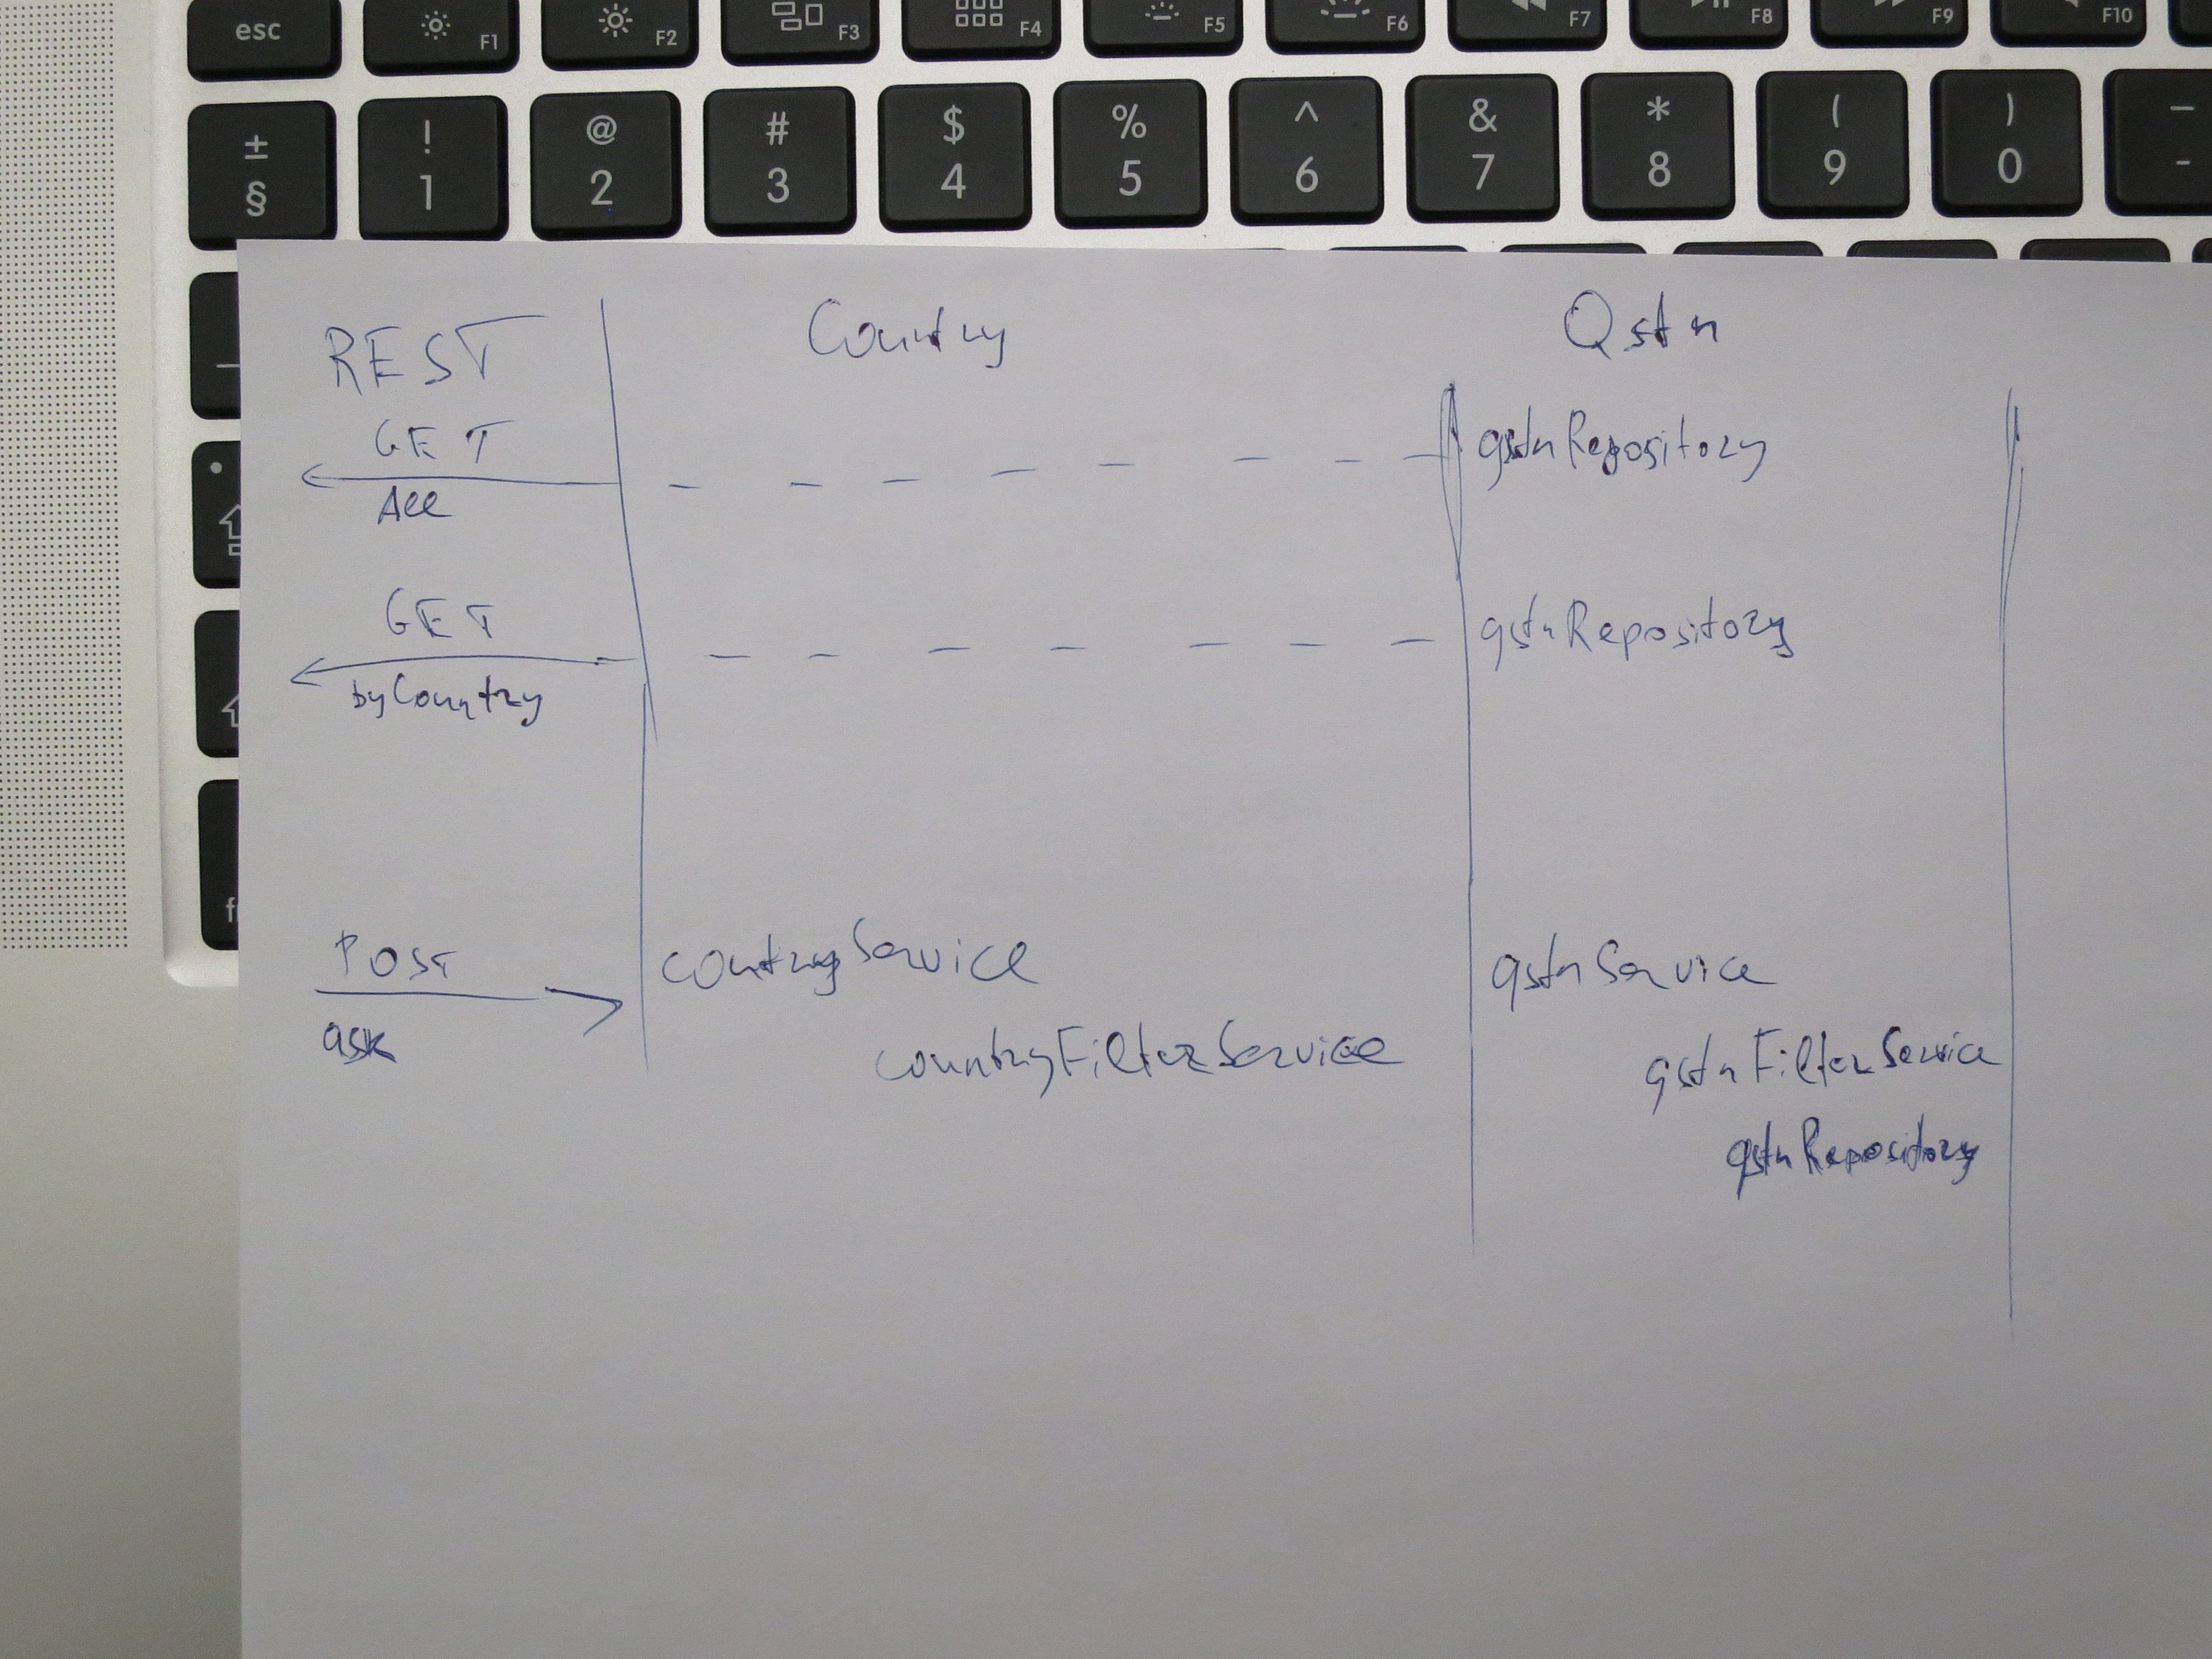 esc F1 F2 F3 F4 F5 F6 F7 F8 F9 F10
± ! @ # $ % ^ & * ( ) –
§ 1 2 3 4 5 6 7 8 9 0 -
REST Country Qstn
GET qstnRepository
All
GET qstnRepository
byCountry
POST countryService qstnService
ask countryFilterService qstnFilterService
qstnRepository